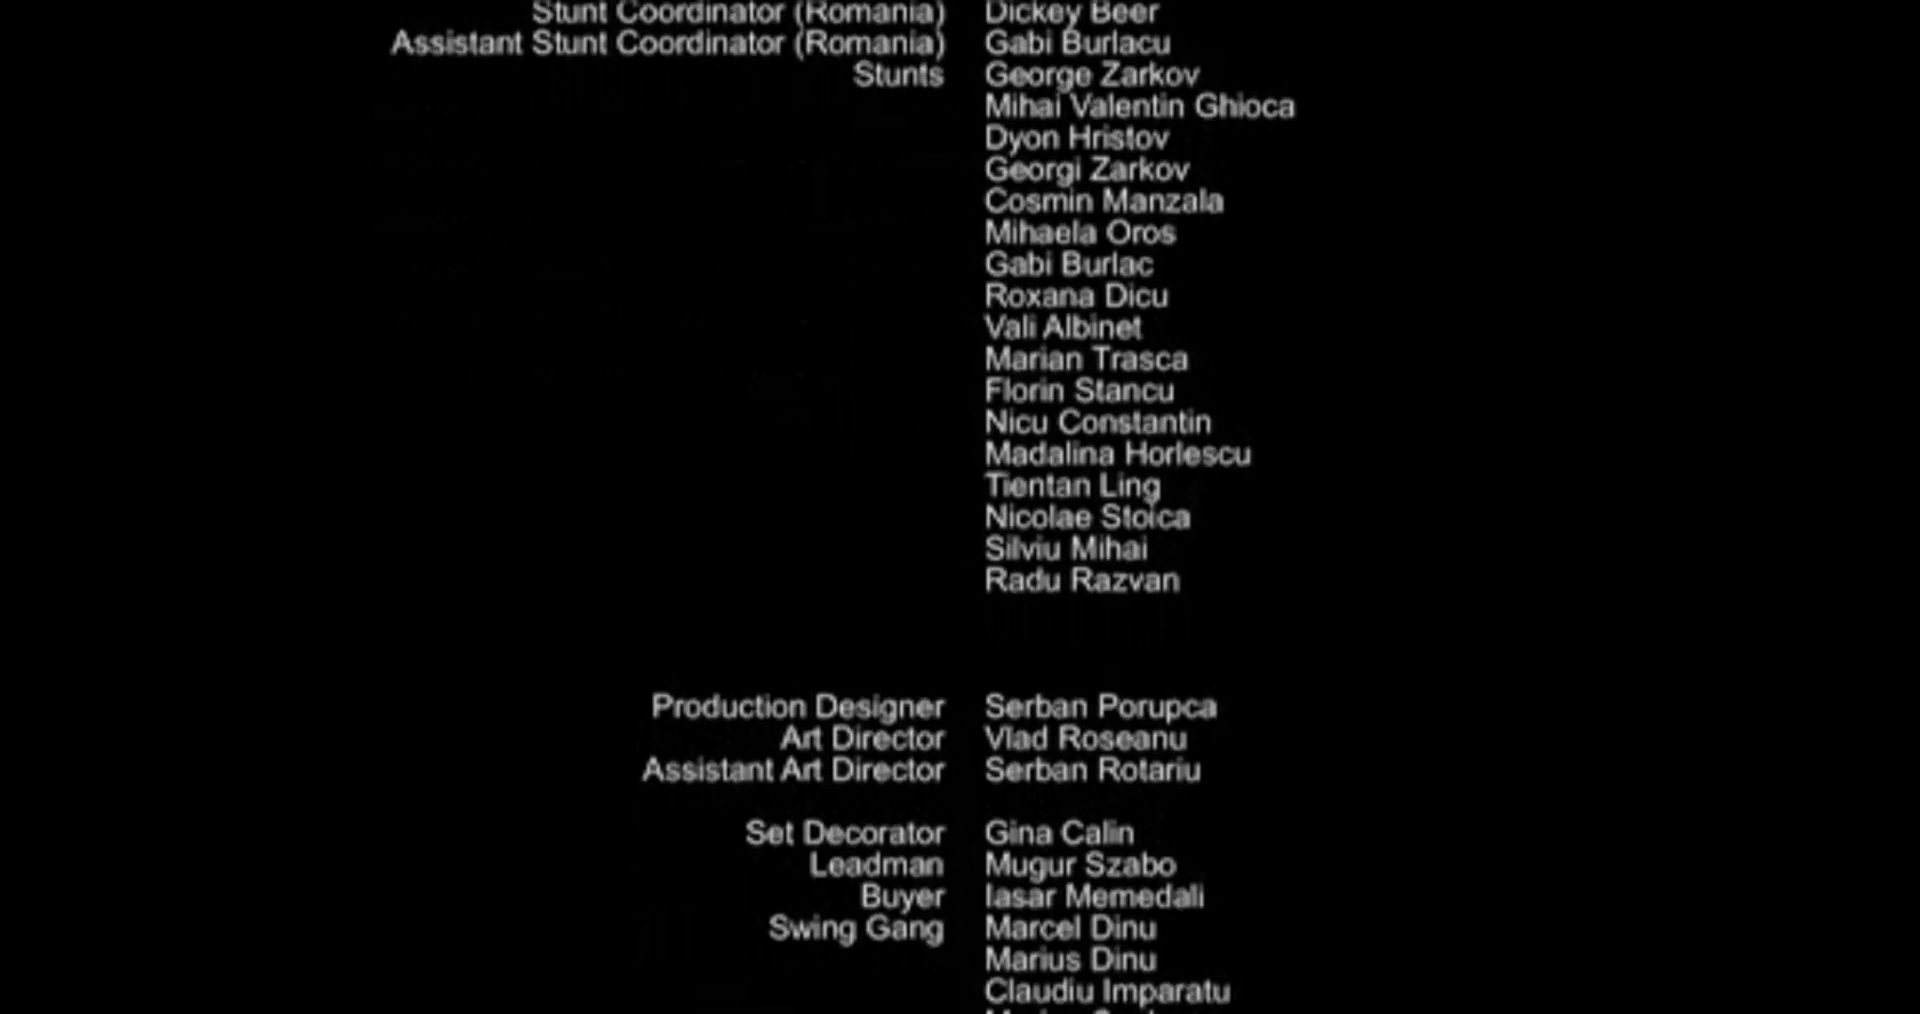 Stunt Coordinator (Romania) Dickey Beer
Assistant Stunt Coordinator (Romania) Gabi Burlacu
Stunts George Zarkov
Mihai Valentin Ghioca
Dyon Hristov
Georgi Zarkov
Cosmin Manzala
Mihaela Oros
Gabi Burlac
Roxana Dicu
Vali Albinet
Marian Trasca
Florin Stancu
Nicu Constantin
Madalina Horlescu
Tientan Ling
Nicolae Stoica
Silviu Mihai
Radu Razvan
Production Designer Serban Porupca
Art Director Vlad Roseanu
Assistant Art Director Serban Rotariu
Set Decorator Gina Calin
Leadman Mugur Szabo
Buyer Iasar Memedali
Swing Gang Marcel Dinu
Marius Dinu
Claudiu Imparatu